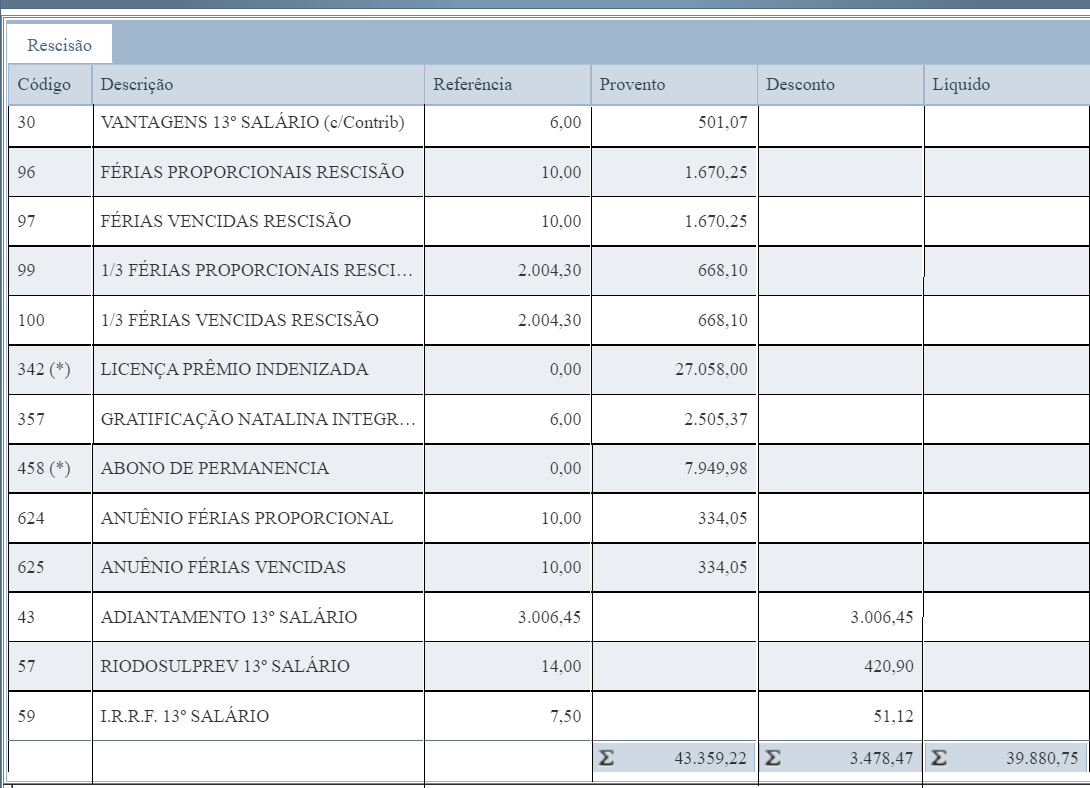 Rescisão
Código Descrição Referência Provento Desconto Líquido
30 VANTAGENS 13º SALÁRIO (c/Contrib) 6,00 501,07
96 FÉRIAS PROPORCIONAIS RESCISÃO 10,00 1.670,25
97 FÉRIAS VENCIDAS RESCISÃO 10,00 1.670,25
99 1/3 FÉRIAS PROPORCIONAIS RESCI… 2.004,30 668,10
100 1/3 FÉRIAS VENCIDAS RESCISÃO 2.004,30 668,10
342 (*) LICENÇA PRÊMIO INDENIZADA 0,00 27.058,00
357 GRATIFICAÇÃO NATALINA INTEGR… 6,00 2.505,37
458 (*) ABONO DE PERMANENCIA 0,00 7.949,98
624 ANUÊNIO FÉRIAS PROPORCIONAL 10,00 334,05
625 ANUÊNIO FÉRIAS VENCIDAS 10,00 334,05
43 ADIANTAMENTO 13º SALÁRIO 3.006,45 3.006,45
57 RIODOSULPREV 13º SALÁRIO 14,00 420,90
59 I.R.R.F. 13º SALÁRIO 7,50 51,12
Σ 43.359,22 Σ 3.478,47 Σ 39.880,75